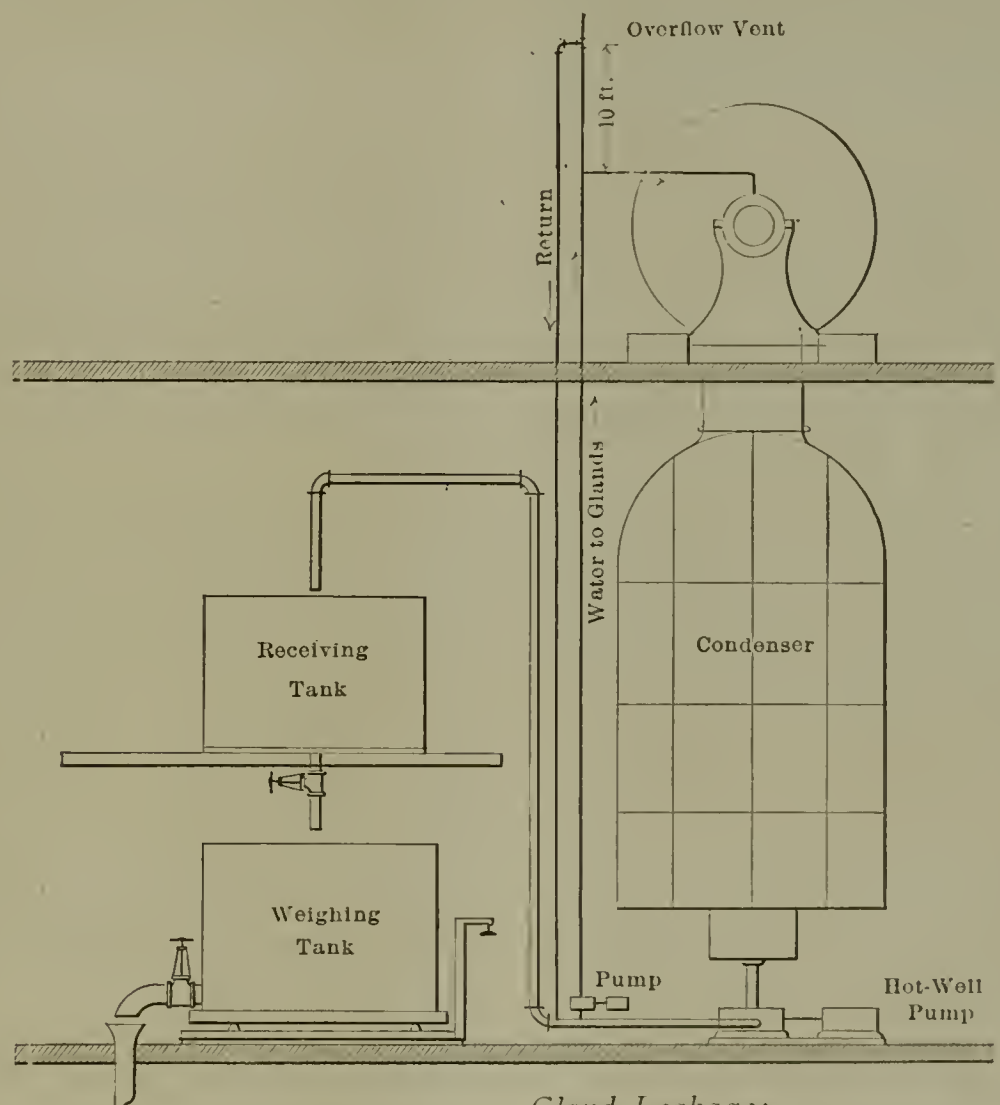 Overflow Vent
10 ft.
Return
Water to Glands
Receiving
Tank
Condenser
Weighing
Tank
Pump
Hot-Well
Pump
Gland Leakage